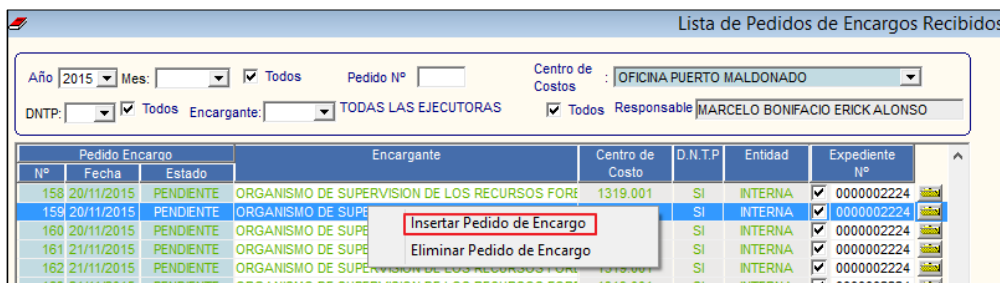 Lista de Pedidos de Encargos Recibidos
Año 2015 Mes: Todos Pedido Nº Centro de Costos : OFICINA PUERTO MALDONADO
DNTP: Todos Encargante: TODAS LAS EJECUTORAS Todos Responsable MARCELO BONIFACIO ERICK ALONSO
Pedido Encargo Encargante Centro de Costo D.N.T.P Entidad Expediente Nº
Nº Fecha Estado
158 20/11/2015 PENDIENTE ORGANISMO DE SUPERVISION DE LOS RECURSOS FORE 1319.001 SI INTERNA 0000002224
159 20/11/2015 PENDIENTE ORGANISMO DE SUPE SI INTERNA 0000002224
Insertar Pedido de Encargo
160 20/11/2015 PENDIENTE ORGANISMO DE SUPE SI INTERNA 0000002224
Eliminar Pedido de Encargo
161 21/11/2015 PENDIENTE ORGANISMO DE SUPE SI INTERNA 0000002224
162 21/11/2015 PENDIENTE ORGANISMO DE SUPERVISION DE LOS RECURSOS FORE 1319.001 SI INTERNA 0000002224